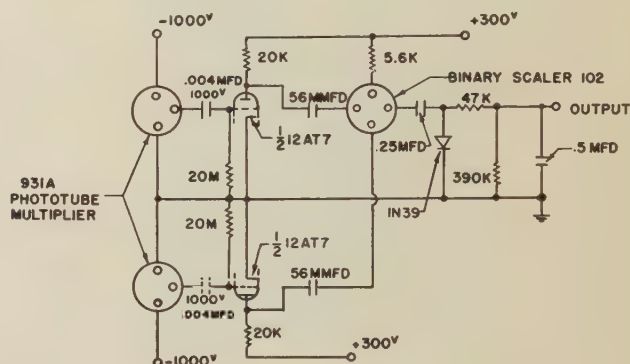 -1000V
+300V
20K
5.6K
.004MFD
1000V
56MMFD
BINARY SCALER 102
47K
OUTPUT
½ 12AT7
.25MFD
.5 MFD
20M
390K
931A
PHOTOTUBE
MULTIPLIER
IN39
20M
½ 12AT7
56MMFD
1000V
.004MFD
20K
+300V
-1000V